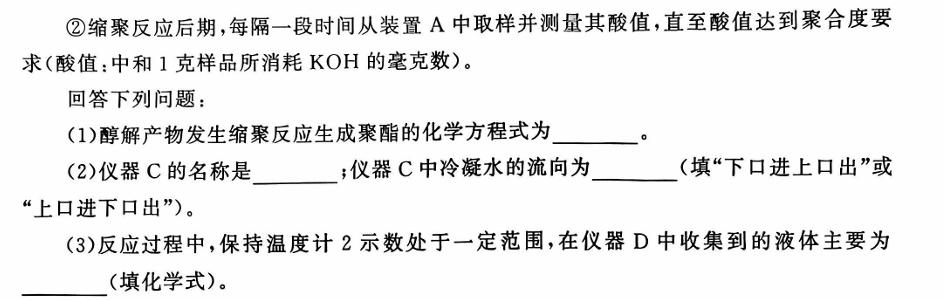 ②缩聚反应后期,每隔一段时间从装置 A 中取样并测量其酸值,直至酸值达到聚合度要
求(酸值:中和 1 克样品所消耗 KOH 的毫克数)。
回答下列问题:
(1)醇解产物发生缩聚反应生成聚酯的化学方程式为________。
(2)仪器 C 的名称是________;仪器 C 中冷凝水的流向为________(填“下口进上口出”或
“上口进下口出”)。
(3)反应过程中,保持温度计 2 示数处于一定范围,在仪器 D 中收集到的液体主要为
________(填化学式)。